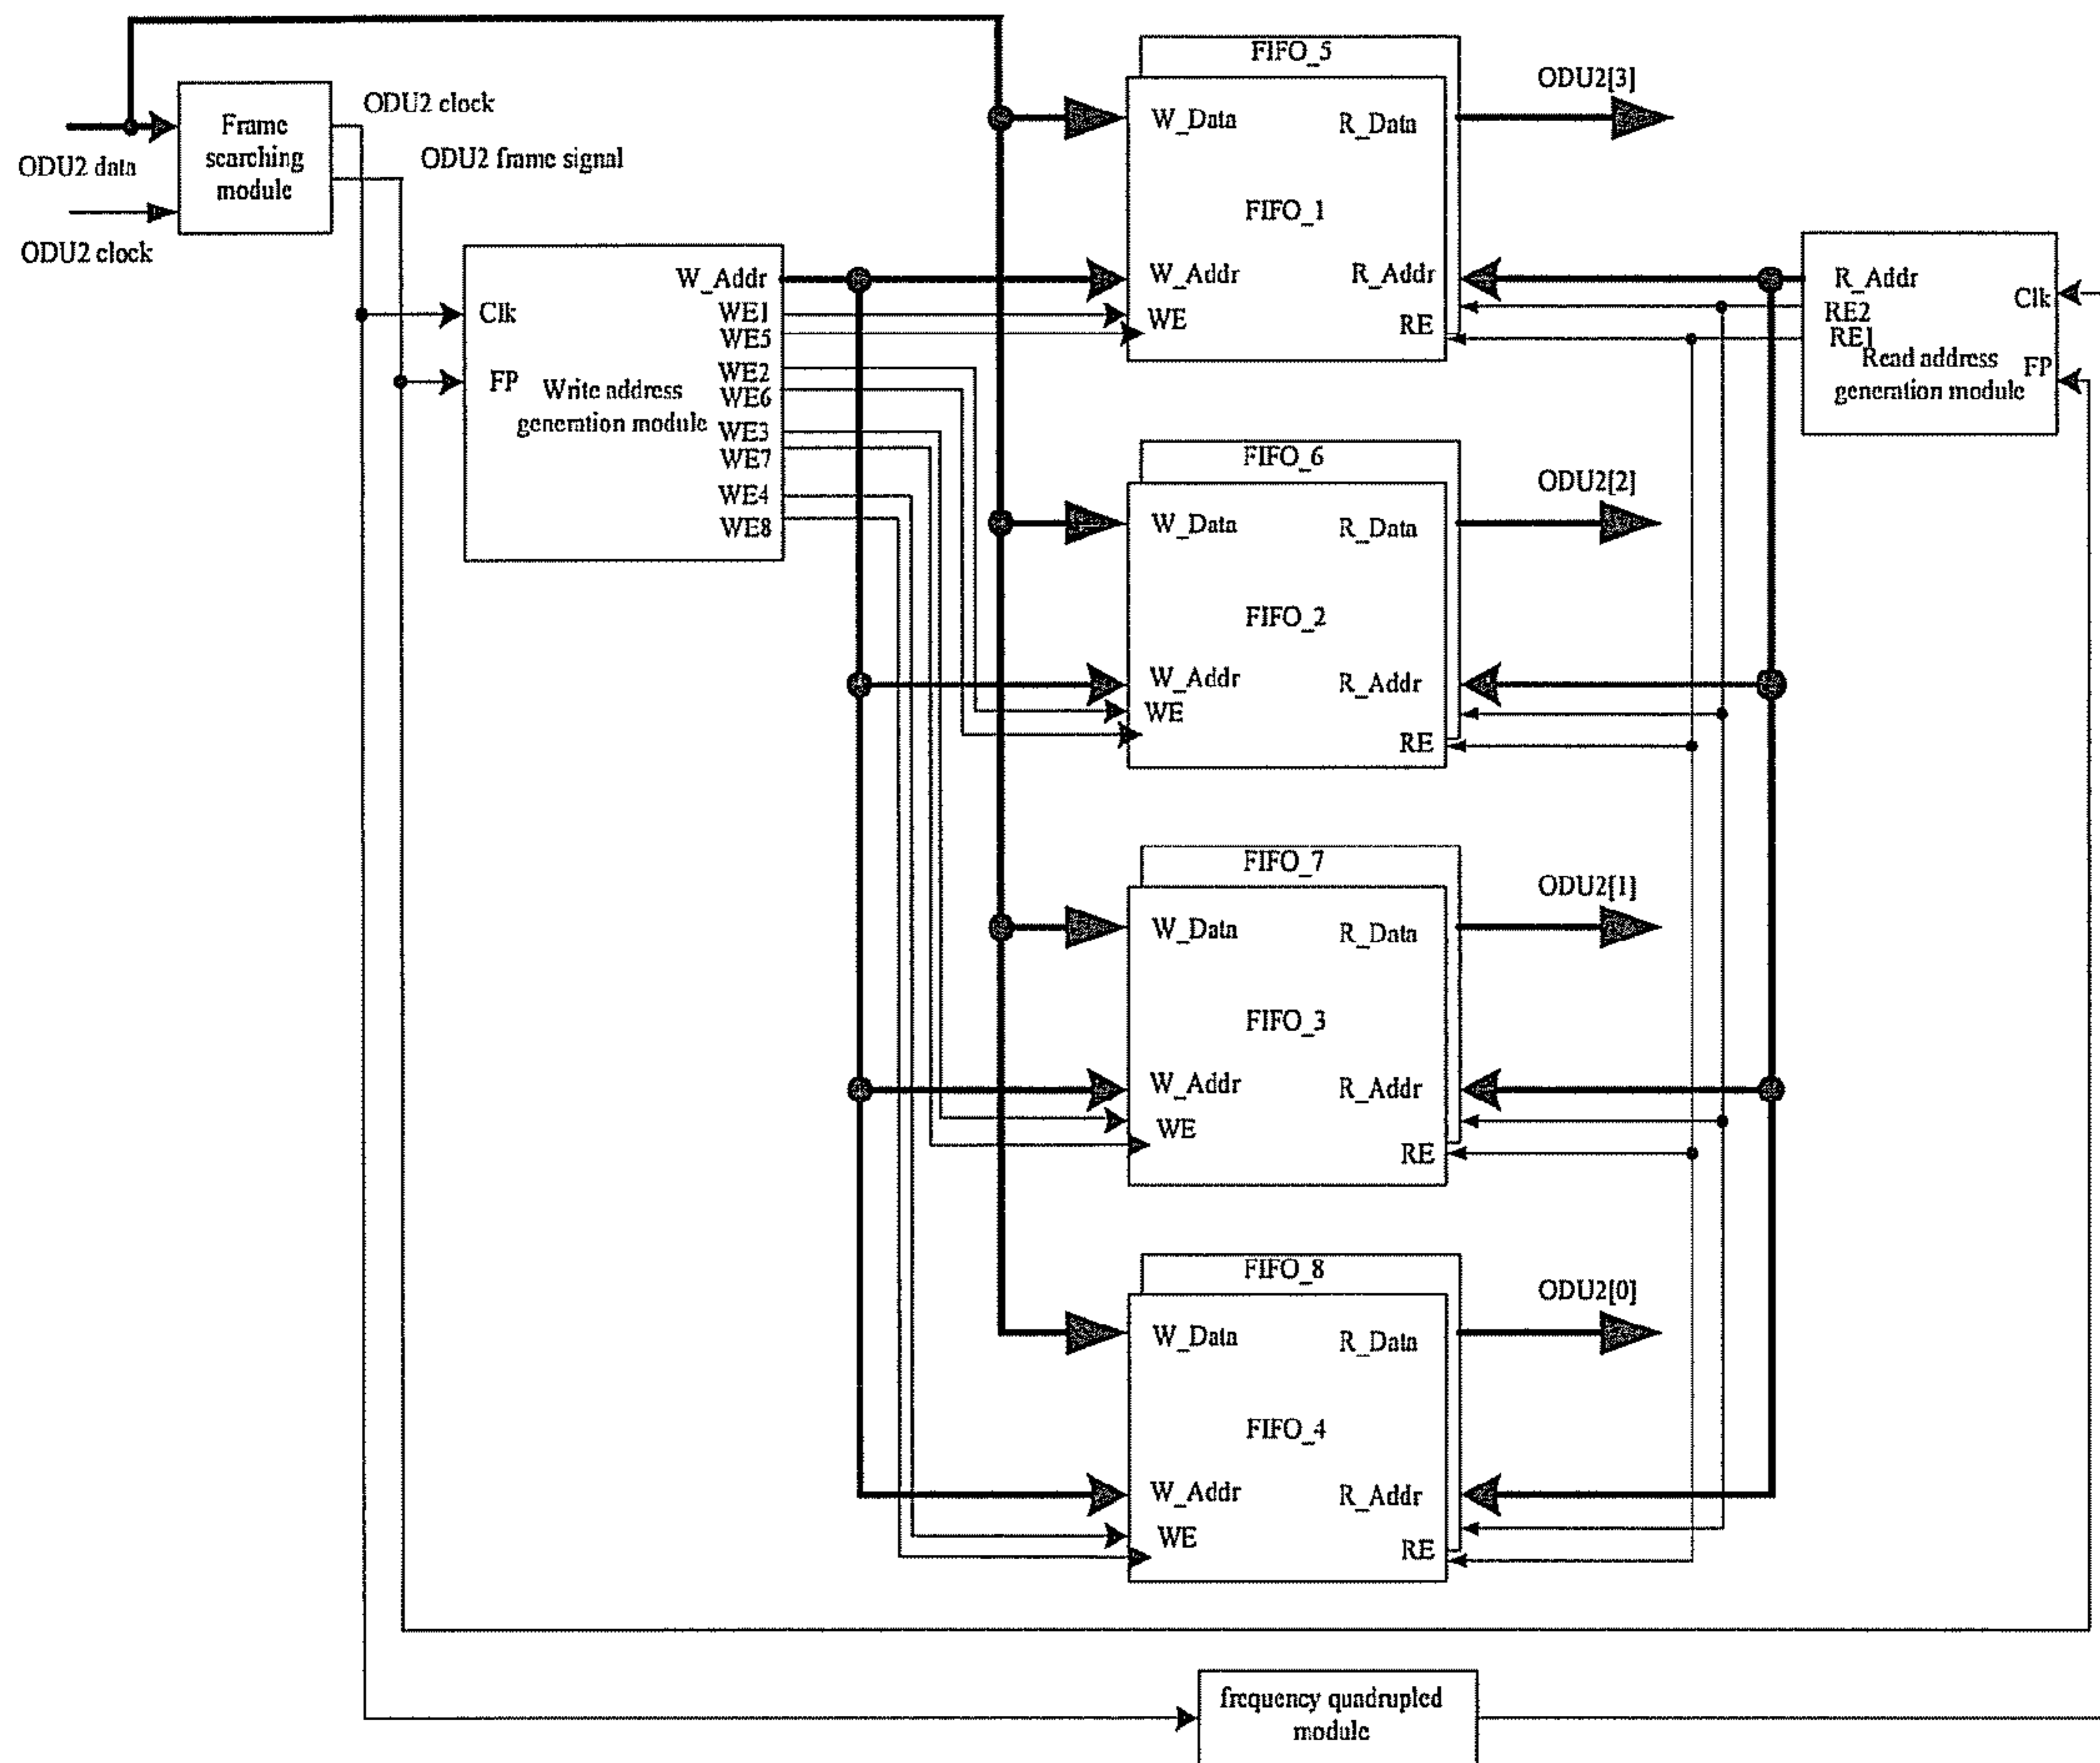 ODU2 data
ODU2 clock
Frame
searching
module
ODU2 clock
ODU2 frame signal
Clk
FP
Write address
generation module
W_Addr
WE1
WE5
WE2
WE6
WE3
WE7
WE4
WE8
FIFO_5
W_Data
R_Data
FIFO_1
W_Addr
R_Addr
WE
RE
ODU2[3]
R_Addr
RE2
RE1
Clk
FP
Read address
generation module
FIFO_6
W_Data
R_Data
FIFO_2
W_Addr
R_Addr
WE
RE
ODU2[2]
FIFO_7
W_Data
R_Data
FIFO_3
W_Addr
R_Addr
WE
RE
ODU2[1]
FIFO_8
W_Data
R_Data
FIFO_4
W_Addr
R_Addr
WE
RE
ODU2[0]
frequency quadrupled
module